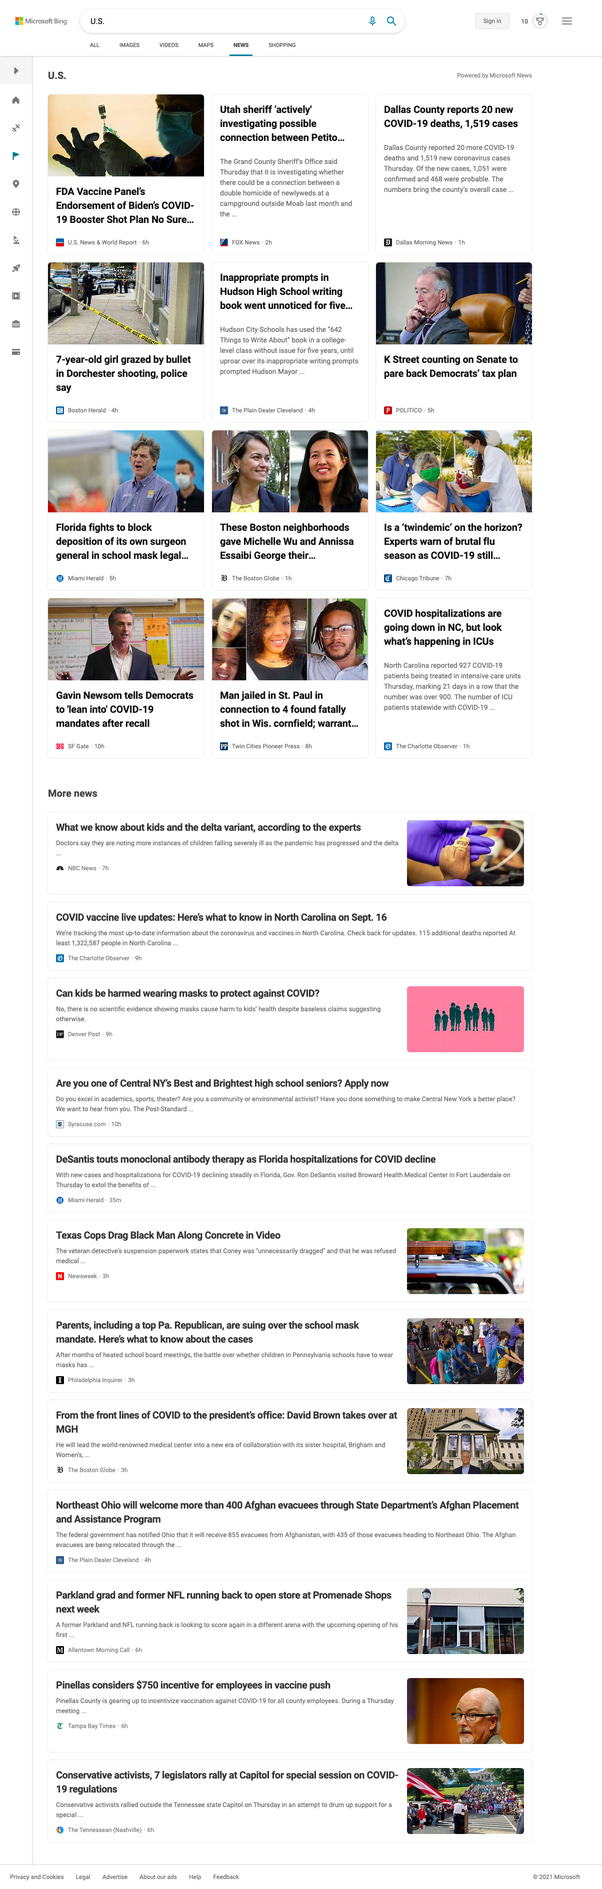 Microsoft Bing
U.S.
Sign in
10
ALL
IMAGES
VIDEOS
MAPS
NEWS
SHOPPING
U.S.
Powered by Microsoft News
FDA Vaccine Panel's
Endorsement of Biden's COVID-
19 Booster Shot Plan No Sure...
U.S. News & World Report · 6h
Utah sheriff 'actively'
investigating possible
connection between Petito...
The Grand County Sheriff's Office said
Thursday that it is investigating whether
there could be a connection between a
double homicide of newlyweds at a
campground outside Moab last month and
the ...
FOX News · 2h
Dallas County reports 20 new
COVID-19 deaths, 1,519 cases
Dallas County reported 20 more COVID-19
deaths and 1,519 new coronavirus cases
Thursday. Of the new cases, 1,051 were
confirmed and 468 were probable. The
numbers bring the county's overall case ...
Dallas Morning News · 1h
7-year-old girl grazed by bullet
in Dorchester shooting, police
say
Boston Herald · 4h
Inappropriate prompts in
Hudson High School writing
book went unnoticed for five...
Hudson City Schools has used the "642
Things to Write About" book in a college-
level class without issue for five years, until
uproar over its inappropriate writing prompts
prompted Hudson Mayor ...
The Plain Dealer Cleveland · 4h
K Street counting on Senate to
pare back Democrats' tax plan
POLITICO · 5h
Florida fights to block
deposition of its own surgeon
general in school mask legal...
Miami Herald · 5h
These Boston neighborhoods
gave Michelle Wu and Annissa
Essaibi George their...
The Boston Globe · 1h
Is a 'twindemic' on the horizon?
Experts warn of brutal flu
season as COVID-19 still...
Chicago Tribune · 7h
Gavin Newsom tells Democrats
to 'lean into' COVID-19
mandates after recall
SF Gate · 10h
Man jailed in St. Paul in
connection to 4 found fatally
shot in Wis. cornfield; warrant...
Twin Cities Pioneer Press · 8h
COVID hospitalizations are
going down in NC, but look
what's happening in ICUs
North Carolina reported 927 COVID-19
patients being treated in intensive care units
Thursday, marking 21 days in a row that the
number was over 900. The number of ICU
patients statewide with COVID-19 ...
The Charlotte Observer · 1h
More news
What we know about kids and the delta variant, according to the experts
Doctors say they are noting more instances of children falling severely ill as the pandemic has progressed and the delta
...
NBC News · 7h
COVID vaccine live updates: Here's what to know in North Carolina on Sept. 16
We're tracking the most up-to-date information about the coronavirus and vaccines in North Carolina. Check back for updates. 115 additional deaths reported At
least 1,322,587 people in North Carolina ...
The Charlotte Observer · 9h
Can kids be harmed wearing masks to protect against COVID?
No, there is no scientific evidence showing masks cause harm to kids' health despite baseless claims suggesting
otherwise.
Denver Post · 9h
Are you one of Central NY's Best and Brightest high school seniors? Apply now
Do you excel in academics, sports, theater? Are you a community or environmental activist? Have you done something to make Central New York a better place?
We want to hear from you. The Post-Standard ...
Syracuse.com · 10h
DeSantis touts monoclonal antibody therapy as Florida hospitalizations for COVID decline
With new cases and hospitalizations for COVID-19 declining steadily in Florida, Gov. Ron DeSantis visited Broward Health Medical Center in Fort Lauderdale on
Thursday to extol the benefits of ...
Miami Herald · 35m
Texas Cops Drag Black Man Along Concrete in Video
The veteran detective's suspension paperwork states that Coney was "unnecessarily dragged" and that he was refused
medical ...
Newsweek · 3h
Parents, including a top Pa. Republican, are suing over the school mask
mandate. Here's what to know about the cases
After months of heated school board meetings, the battle over whether children in Pennsylvania schools have to wear
masks has ...
Philadelphia Inquirer · 3h
From the front lines of COVID to the president's office: David Brown takes over at
MGH
He will lead the world-renowned medical center into a new era of collaboration with its sister hospital, Brigham and
Women's, ...
The Boston Globe · 3h
Northeast Ohio will welcome more than 400 Afghan evacuees through State Department's Afghan Placement
and Assistance Program
The federal government has notified Ohio that it will receive 855 evacuees from Afghanistan, with 435 of those evacuees heading to Northeast Ohio. The Afghan
evacuees are being relocated through the ...
The Plain Dealer Cleveland · 4h
Parkland grad and former NFL running back to open store at Promenade Shops
next week
A former Parkland and NFL running back is looking to score again in a different arena with the upcoming opening of his
first ...
Allentown Morning Call · 6h
Pinellas considers $750 incentive for employees in vaccine push
Pinellas County is gearing up to incentivize vaccination against COVID-19 for all county employees. During a Thursday
meeting ...
Tampa Bay Times · 6h
Conservative activists, 7 legislators rally at Capitol for special session on COVID-
19 regulations
Conservative activists rallied outside the Tennessee state Capitol on Thursday in an attempt to drum up support for a
special ...
The Tennessean (Nashville) · 6h
Privacy and Cookies
Legal
Advertise
About our ads
Help
Feedback
© 2021 Microsoft